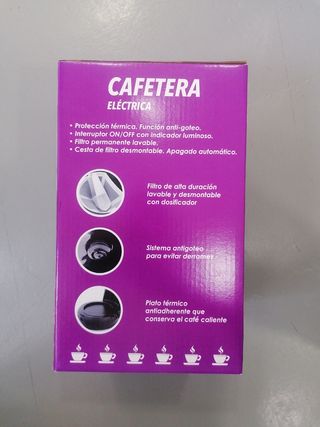 CAFETERA
ELÉCTRICA
• Protección térmica. Función anti-goteo.
• Interruptor ON/OFF con indicador luminoso.
• Filtro permanente lavable.
• Cesta de filtro desmontable. Apagado automático.
Filtro de alta duración
lavable y desmontable
con dosificador
Sistema antigoteo
para evitar derrames
Plato térmico
antiadherente que
conserva el café caliente